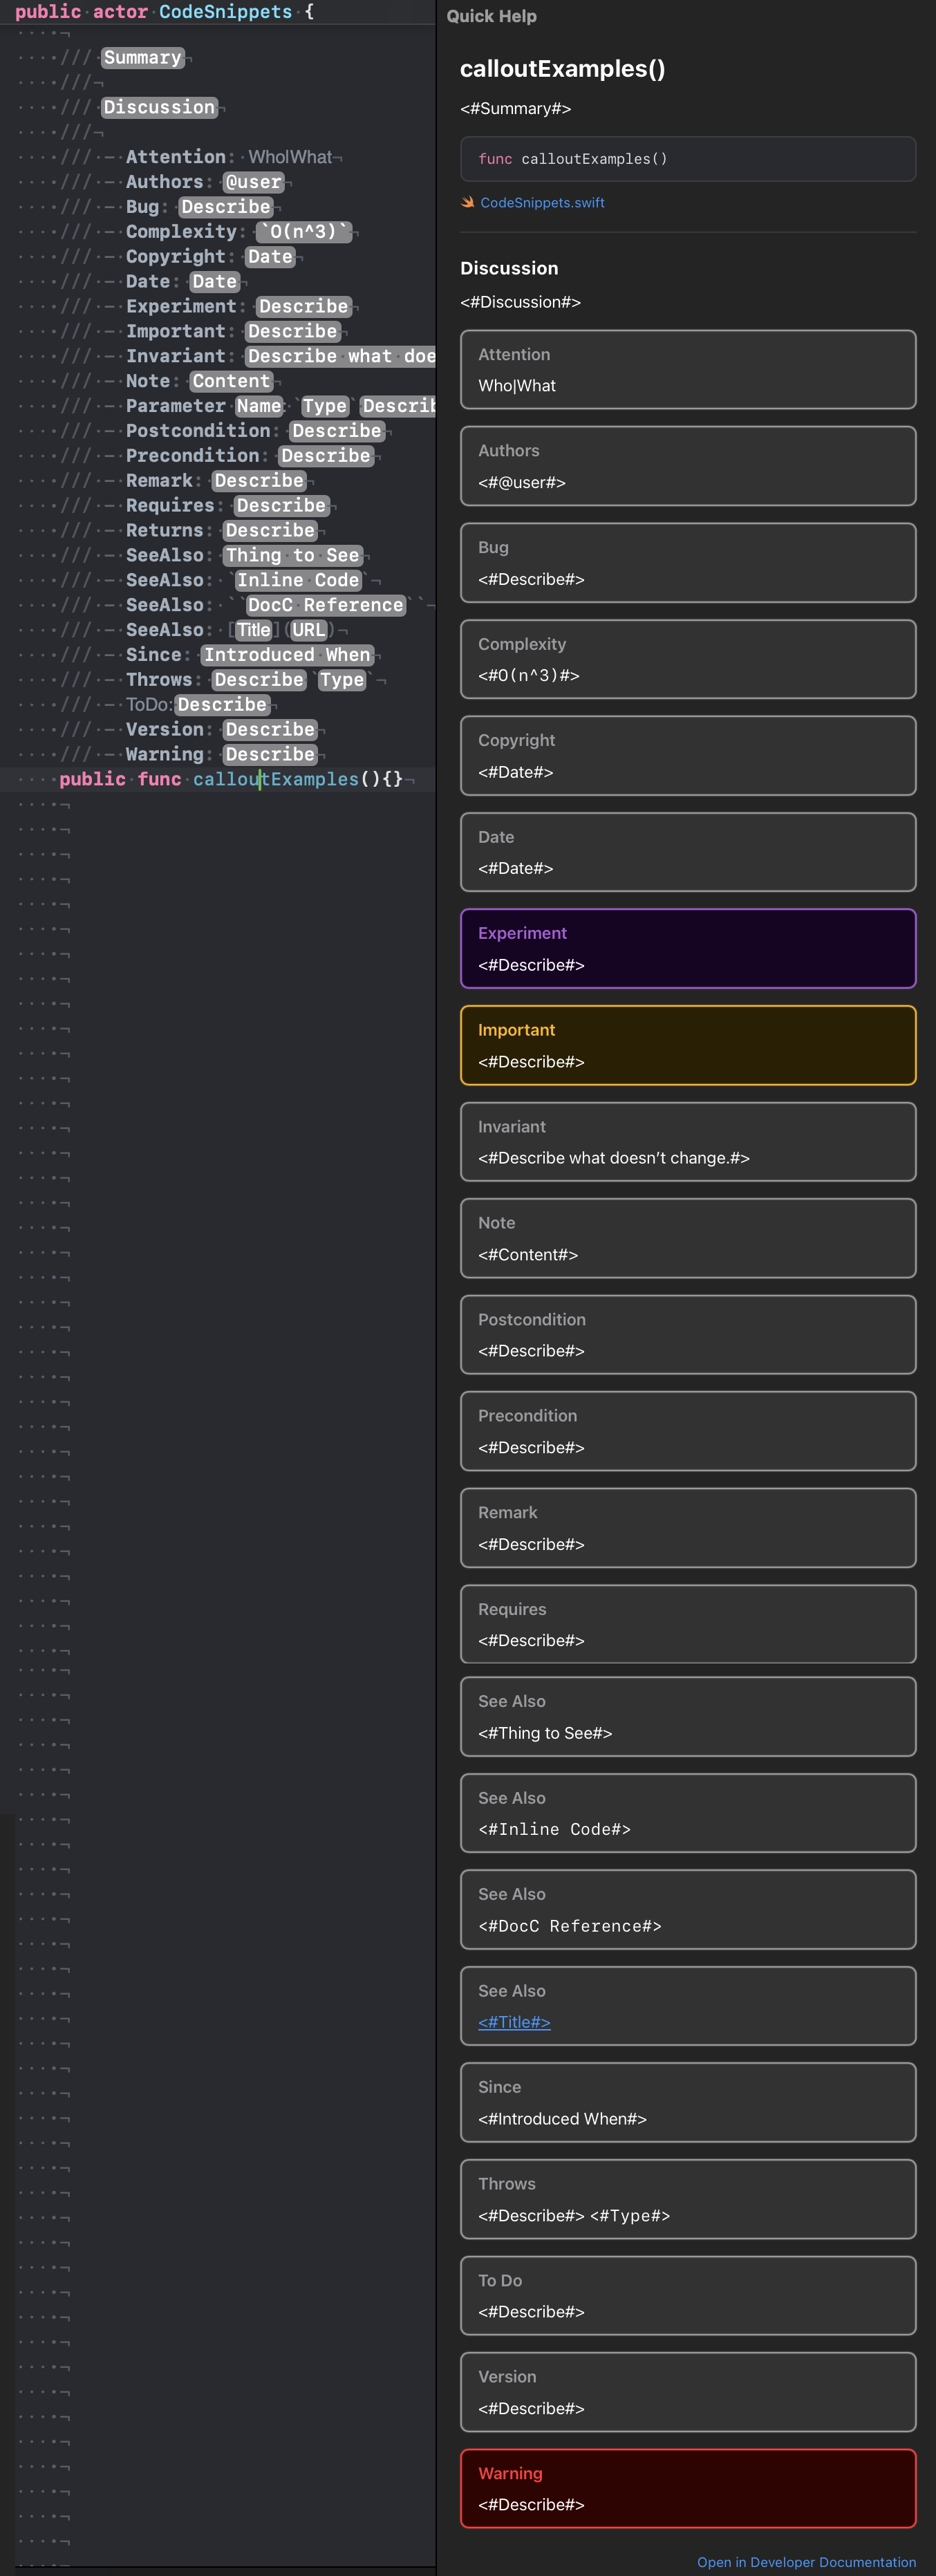 public actor CodeSnippets {
/// Summary
///
/// Discussion
///
/// - Attention: Who|What
/// - Authors: @user
/// - Bug: Describe
/// - Complexity: `O(n^3)`
/// - Copyright: Date
/// - Date: Date
/// - Experiment: Describe
/// - Important: Describe
/// - Invariant: Describe what doe
/// - Note: Content
/// - Parameter Name: `Type` Describ
/// - Postcondition: Describe
/// - Precondition: Describe
/// - Remark: Describe
/// - Requires: Describe
/// - Returns: Describe
/// - SeeAlso: Thing to See
/// - SeeAlso: `Inline Code`
/// - SeeAlso: ``DocC Reference``
/// - SeeAlso: [Title](URL)
/// - Since: Introduced When
/// - Throws: Describe `Type`
/// - ToDo: Describe
/// - Version: Describe
/// - Warning: Describe
public func calloutExamples(){}
Quick Help
calloutExamples()
<#Summary#>
func calloutExamples()
CodeSnippets.swift
Discussion
<#Discussion#>
Attention
Who|What
Authors
<#@user#>
Bug
<#Describe#>
Complexity
<#O(n^3)#>
Copyright
<#Date#>
Date
<#Date#>
Experiment
<#Describe#>
Important
<#Describe#>
Invariant
<#Describe what doesn’t change.#>
Note
<#Content#>
Postcondition
<#Describe#>
Precondition
<#Describe#>
Remark
<#Describe#>
Requires
<#Describe#>
See Also
<#Thing to See#>
See Also
<#Inline Code#>
See Also
<#DocC Reference#>
See Also
<#Title#>
Since
<#Introduced When#>
Throws
<#Describe#> <#Type#>
To Do
<#Describe#>
Version
<#Describe#>
Warning
<#Describe#>
Open in Developer Documentation